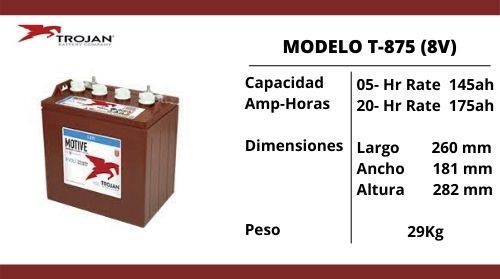 TROJAN®
BATTERY COMPANY
MODELO T-875 (8V)
Capacidad
Amp-Horas
05- Hr Rate 145ah
20- Hr Rate 175ah
Dimensiones
Largo 260 mm
Ancho 181 mm
Altura 282 mm
Peso 29Kg
MOTIVE
TROJAN